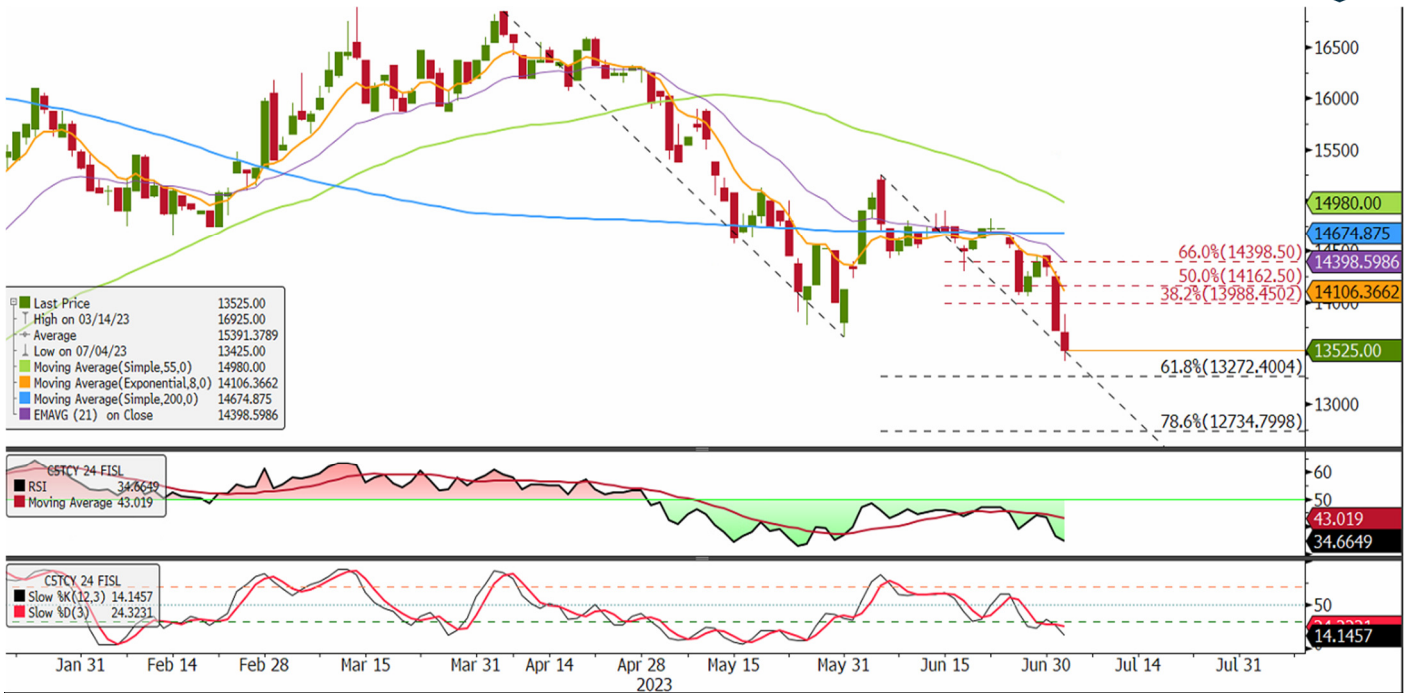 16500
16000
15500
14980.00
14674.875
14500
66.0%(14398.50)
14398.5986
50.0%(14162.50)
14106.3662
38.2%(13988.4502)
14000
13525.00
61.8%(13272.4004)
13000
78.6%(12734.7998)
Last Price 13525.00
High on 03/14/23 16925.00
Average 15391.3789
Low on 07/04/23 13425.00
Moving Average(Simple,55,0) 14980.00
Moving Average(Exponential,8,0) 14106.3662
Moving Average(Simple,200,0) 14674.875
EMAVG (21) on Close 14398.5986
C5TCY 24 FISL
RSI 34.6649
Moving Average 43.019
60
50
43.019
34.6649
C5TCY 24 FISL
Slow %K(12,3) 14.1457
Slow %D(3) 24.3231
50
24.3231
14.1457
Jan 31 Feb 14 Feb 28 Mar 15 Mar 31 Apr 14 Apr 28 May 15 May 31 Jun 15 Jun 30 Jul 14 Jul 31
2023